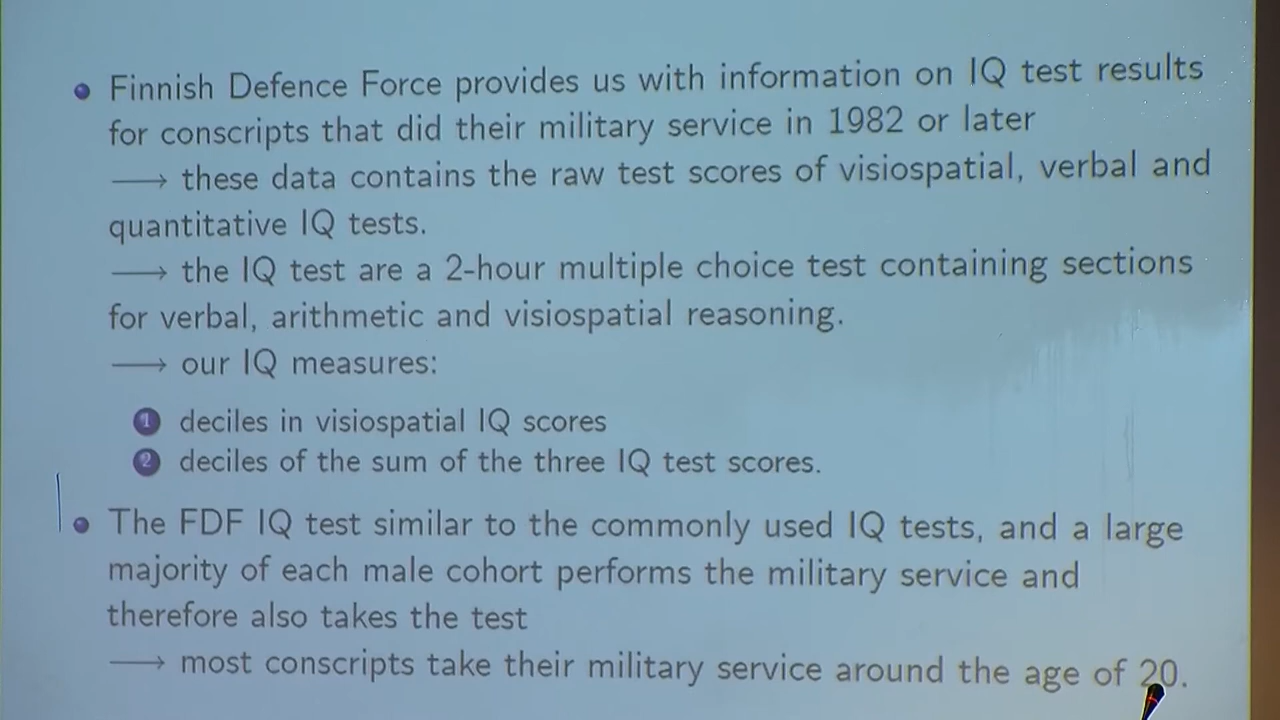 Finnish Defence Force provides us with information on IQ test results
for conscripts that did their military service in 1982 or later
→ these data contains the raw test scores of visiospatial, verbal and
quantitative IQ tests.
→ the IQ test are a 2-hour multiple choice test containing sections
for verbal, arithmetic and visiospatial reasoning.
→ our IQ measures:
1 deciles in visiospatial IQ scores
2 deciles of the sum of the three IQ test scores.
The FDF IQ test similar to the commonly used IQ tests, and a large
majority of each male cohort performs the military service and
therefore also takes the test
→ most conscripts take their military service around the age of 20.